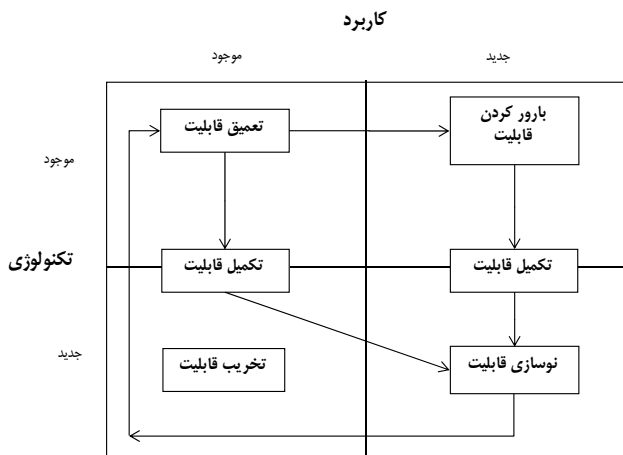 کاربرد
جدید
موجود
بارور کردن
قابلیت
تعمیق قابلیت
موجود
تکنولوژی
تکمیل قابلیت
تکمیل قابلیت
جدید
نوسازی قابلیت
تخریب قابلیت